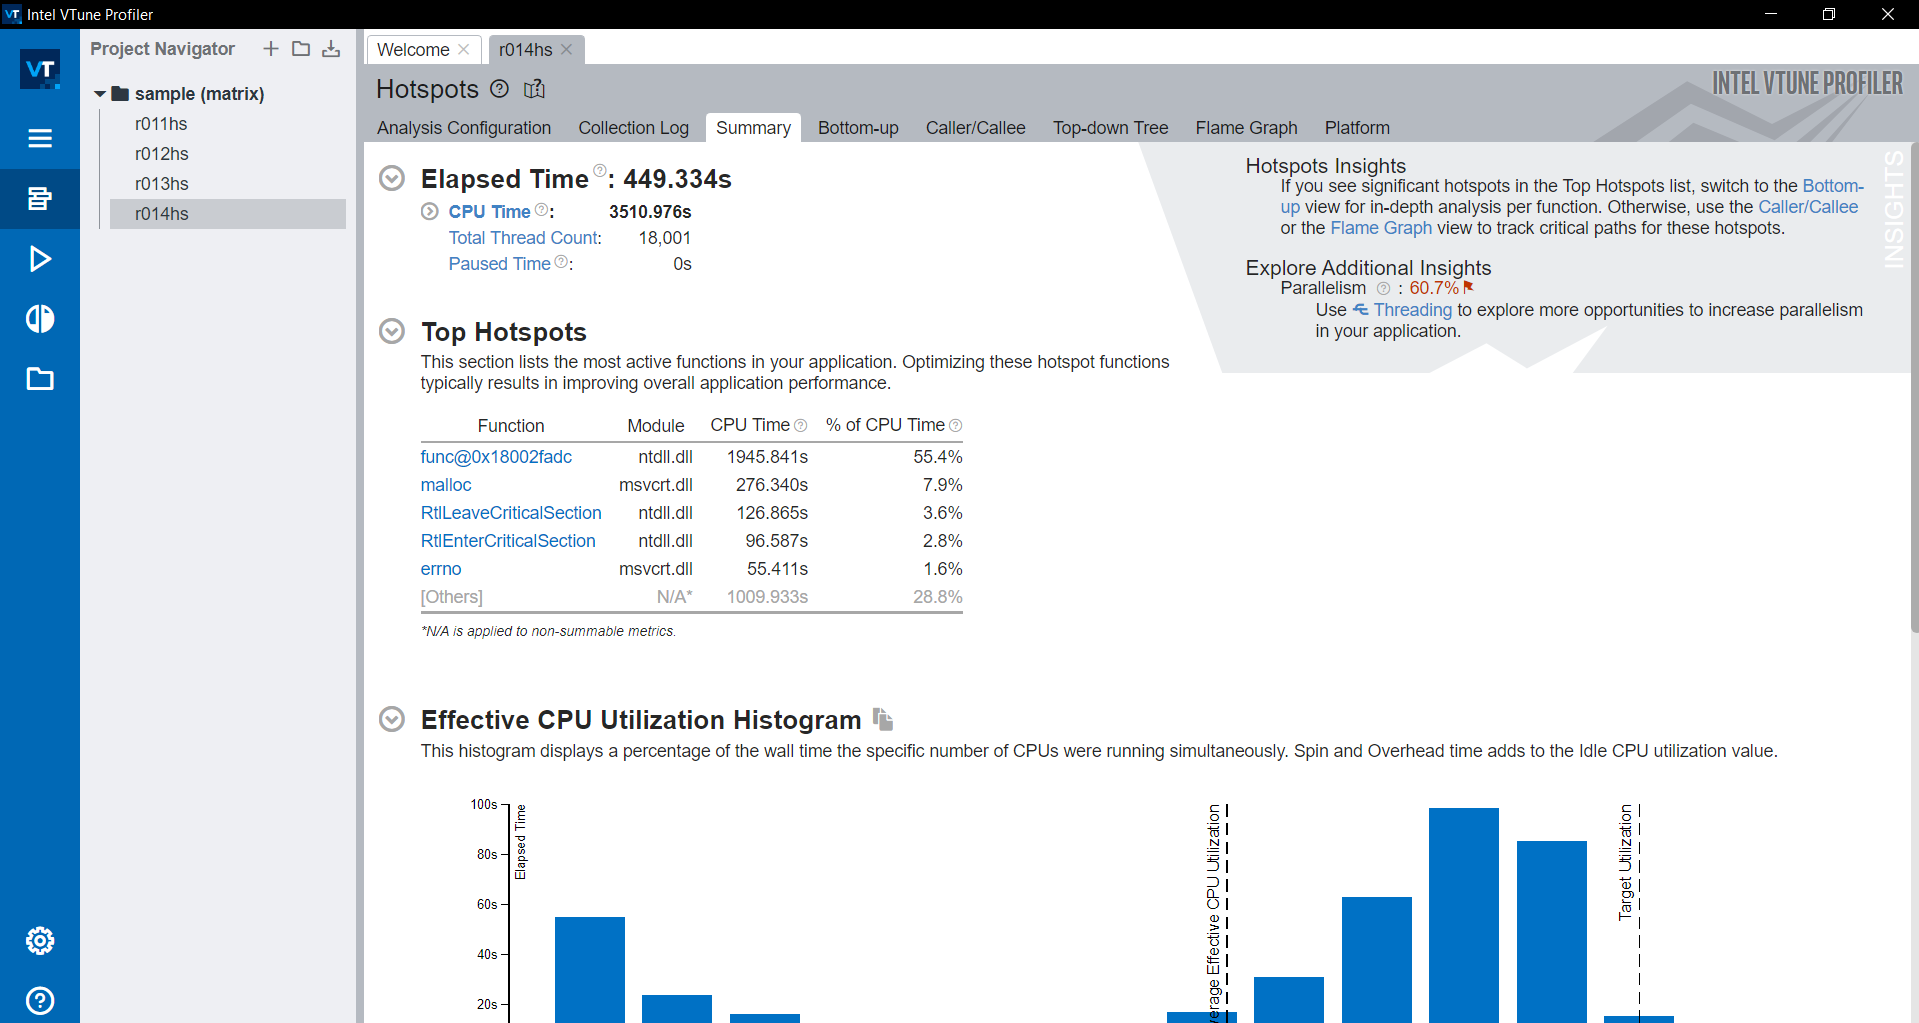 VT Intel VTune Profiler
VT
Project Navigator
sample (matrix)
r011hs
r012hs
r013hs
r014hs
Welcome
r014hs
Hotspots
INTEL VTUNE PROFILER
Analysis Configuration Collection Log Summary Bottom-up Caller/Callee Top-down Tree Flame Graph Platform
Elapsed Time ? : 449.334s
CPU Time ? : 3510.976s
Total Thread Count: 18,001
Paused Time ? : 0s
Hotspots Insights
If you see significant hotspots in the Top Hotspots list, switch to the Bottom-
up view for in-depth analysis per function. Otherwise, use the Caller/Callee
or the Flame Graph view to track critical paths for these hotspots.
Explore Additional Insights
Parallelism ? : 60.7%
Use Threading to explore more opportunities to increase parallelism
in your application.
INSIGHTS
Top Hotspots
This section lists the most active functions in your application. Optimizing these hotspot functions
typically results in improving overall application performance.
Function Module CPU Time ? % of CPU Time ?
func@0x18002fadc ntdll.dll 1945.841s 55.4%
malloc msvcrt.dll 276.340s 7.9%
RtlLeaveCriticalSection ntdll.dll 126.865s 3.6%
RtlEnterCriticalSection ntdll.dll 96.587s 2.8%
errno msvcrt.dll 55.411s 1.6%
[Others] N/A* 1009.933s 28.8%
*N/A is applied to non-summable metrics.
Effective CPU Utilization Histogram
This histogram displays a percentage of the wall time the specific number of CPUs were running simultaneously. Spin and Overhead time adds to the Idle CPU utilization value.
100s
80s
60s
40s
20s
Elapsed Time
verage Effective CPU Utilization
Target Utilization